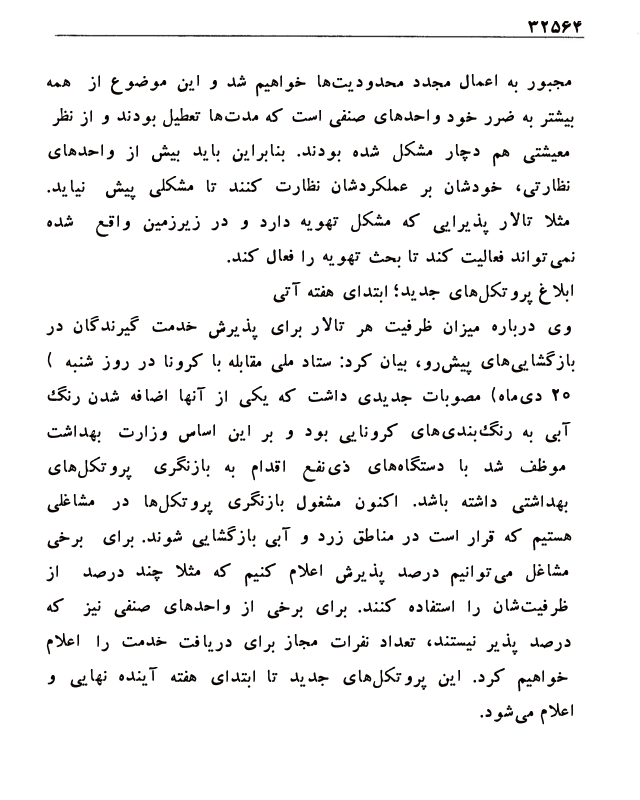 ۳۲۵۶۴
مجبور به اعمال مجدد محدودیت‌ها خواهیم شد و این موضوع از همه
بیشتر به ضرر خود واحدهای صنفی است که مدت‌ها تعطیل بودند و از نظر
معیشتی هم دچار مشکل شده بودند. بنابراین باید بیش از واحدهای
نظارتی، خودشان بر عملکردشان نظارت کنند تا مشکلی پیش نیاید.
مثلا تالار پذیرایی که مشکل تهویه دارد و در زیرزمین واقع شده
نمی‌تواند فعالیت کند تا بحث تهویه را فعال کند.
ابلاغ پروتکل‌های جدید؛ ابتدای هفته آتی
وی درباره میزان ظرفیت هر تالار برای پذیرش خدمت گیرندگان در
بازگشایی‌های پیش‌رو، بیان کرد: ستاد ملی مقابله با کرونا در روز شنبه )
۲۰ دی‌ماه) مصوبات جدیدی داشت که یکی از آنها اضافه شدن رنگ
آبی به رنگ‌بندی‌های کرونایی بود و بر این اساس وزارت بهداشت
موظف شد با دستگاه‌های ذی‌نفع اقدام به بازنگری پروتکل‌های
بهداشتی داشته باشد. اکنون مشغول بازنگری پروتکل‌ها در مشاغلی
هستیم که قرار است در مناطق زرد و آبی بازگشایی شوند. برای برخی
مشاغل می‌توانیم درصد پذیرش اعلام کنیم که مثلا چند درصد از
ظرفیت‌شان را استفاده کنند. برای برخی از واحدهای صنفی نیز که
درصد پذیر نیستند، تعداد نفرات مجاز برای دریافت خدمت را اعلام
خواهیم کرد. این پروتکل‌های جدید تا ابتدای هفته آینده نهایی و
اعلام می‌شود.